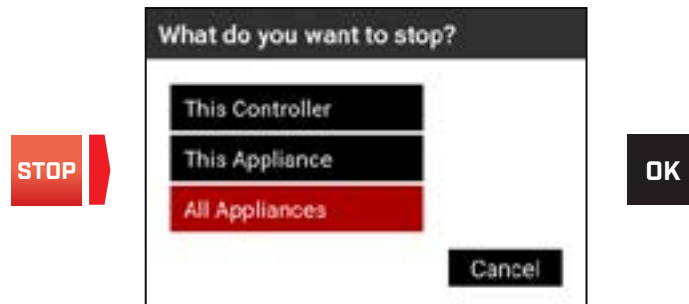 What do you want to stop?
This Controller
STOP
This Appliance
OK
All Appliances
Cancel